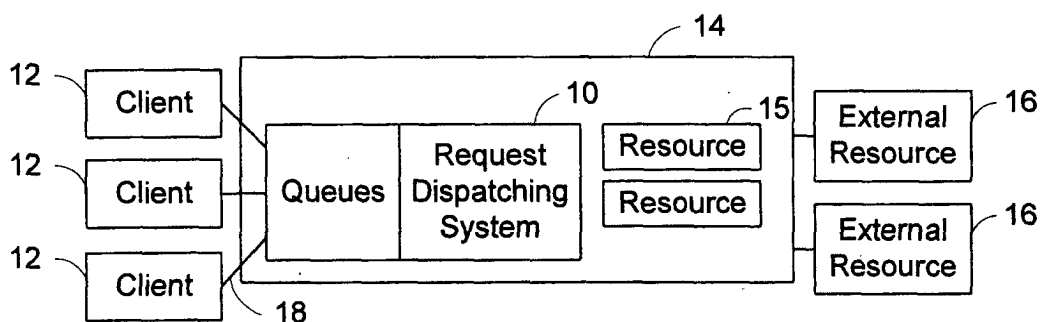 14
12
Client
10
15
External
Resource
16
Resource
12
Client
Queues
Request
Dispatching
System
Resource
12
Client
18
External
Resource
16